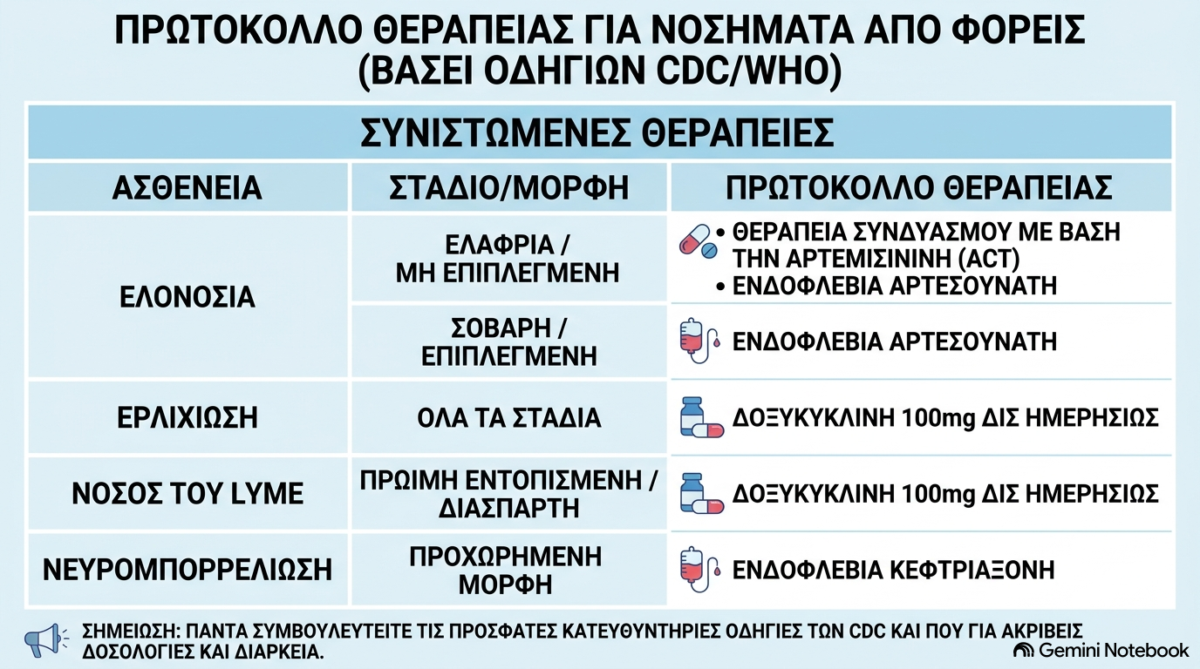 ΠΡΩΤΟΚΟΛΛΟ ΘΕΡΑΠΕΙΑΣ ΓΙΑ ΝΟΣΗΜΑΤΑ ΑΠΟ ΦΟΡΕΙΣ
(ΒΑΣΕΙ ΟΔΗΓΙΩΝ CDC/WHO)
ΣΥΝΙΣΤΩΜΕΝΕΣ ΘΕΡΑΠΕΙΕΣ
ΑΣΘΕΝΕΙΑ
ΣΤΑΔΙΟ/ΜΟΡΦΗ
ΠΡΩΤΟΚΟΛΛΟ ΘΕΡΑΠΕΙΑΣ
ΕΛΟΝΟΣΙΑ
ΕΛΑΦΡΙΑ /
ΜΗ ΕΠΙΠΛΕΓΜΕΝΗ
• ΘΕΡΑΠΕΙΑ ΣΥΝΔΥΑΣΜΟΥ ΜΕ ΒΑΣΗ
ΤΗΝ ΑΡΤΕΜΙΣΙΝΙΝΗ (ACT)
• ΕΝΔΟΦΛΕΒΙΑ ΑΡΤΕΣΟΥΝΑΤΗ
ΣΟΒΑΡΗ /
ΕΠΙΠΛΕΓΜΕΝΗ
ΕΝΔΟΦΛΕΒΙΑ ΑΡΤΕΣΟΥΝΑΤΗ
ΕΡΛΙΧΙΩΣΗ
ΟΛΑ ΤΑ ΣΤΑΔΙΑ
ΔΟΞΥΚΥΚΛΙΝΗ 100mg ΔΙΣ ΗΜΕΡΗΣΙΩΣ
ΝΟΣΟΣ ΤΟΥ LYME
ΠΡΩΙΜΗ ΕΝΤΟΠΙΣΜΕΝΗ /
ΔΙΑΣΠΑΡΤΗ
ΔΟΞΥΚΥΚΛΙΝΗ 100mg ΔΙΣ ΗΜΕΡΗΣΙΩΣ
ΝΕΥΡΟΜΠΟΡΡΕΛΙΩΣΗ
ΠΡΟΧΩΡΗΜΕΝΗ
ΜΟΡΦΗ
ΕΝΔΟΦΛΕΒΙΑ ΚΕΦΤΡΙΑΞΟΝΗ
ΣΗΜΕΙΩΣΗ: ΠΑΝΤΑ ΣΥΜΒΟΥΛΕΥΤΕΙΤΕ ΤΙΣ ΠΡΟΣΦΑΤΕΣ ΚΑΤΕΥΘΥΝΤΗΡΙΕΣ ΟΔΗΓΙΕΣ ΤΩΝ CDC ΚΑΙ ΠΟΥ ΓΙΑ ΑΚΡΙΒΕΙΣ
ΔΟΣΟΛΟΓΙΕΣ ΚΑΙ ΔΙΑΡΚΕΙΑ.
Gemini Notebook